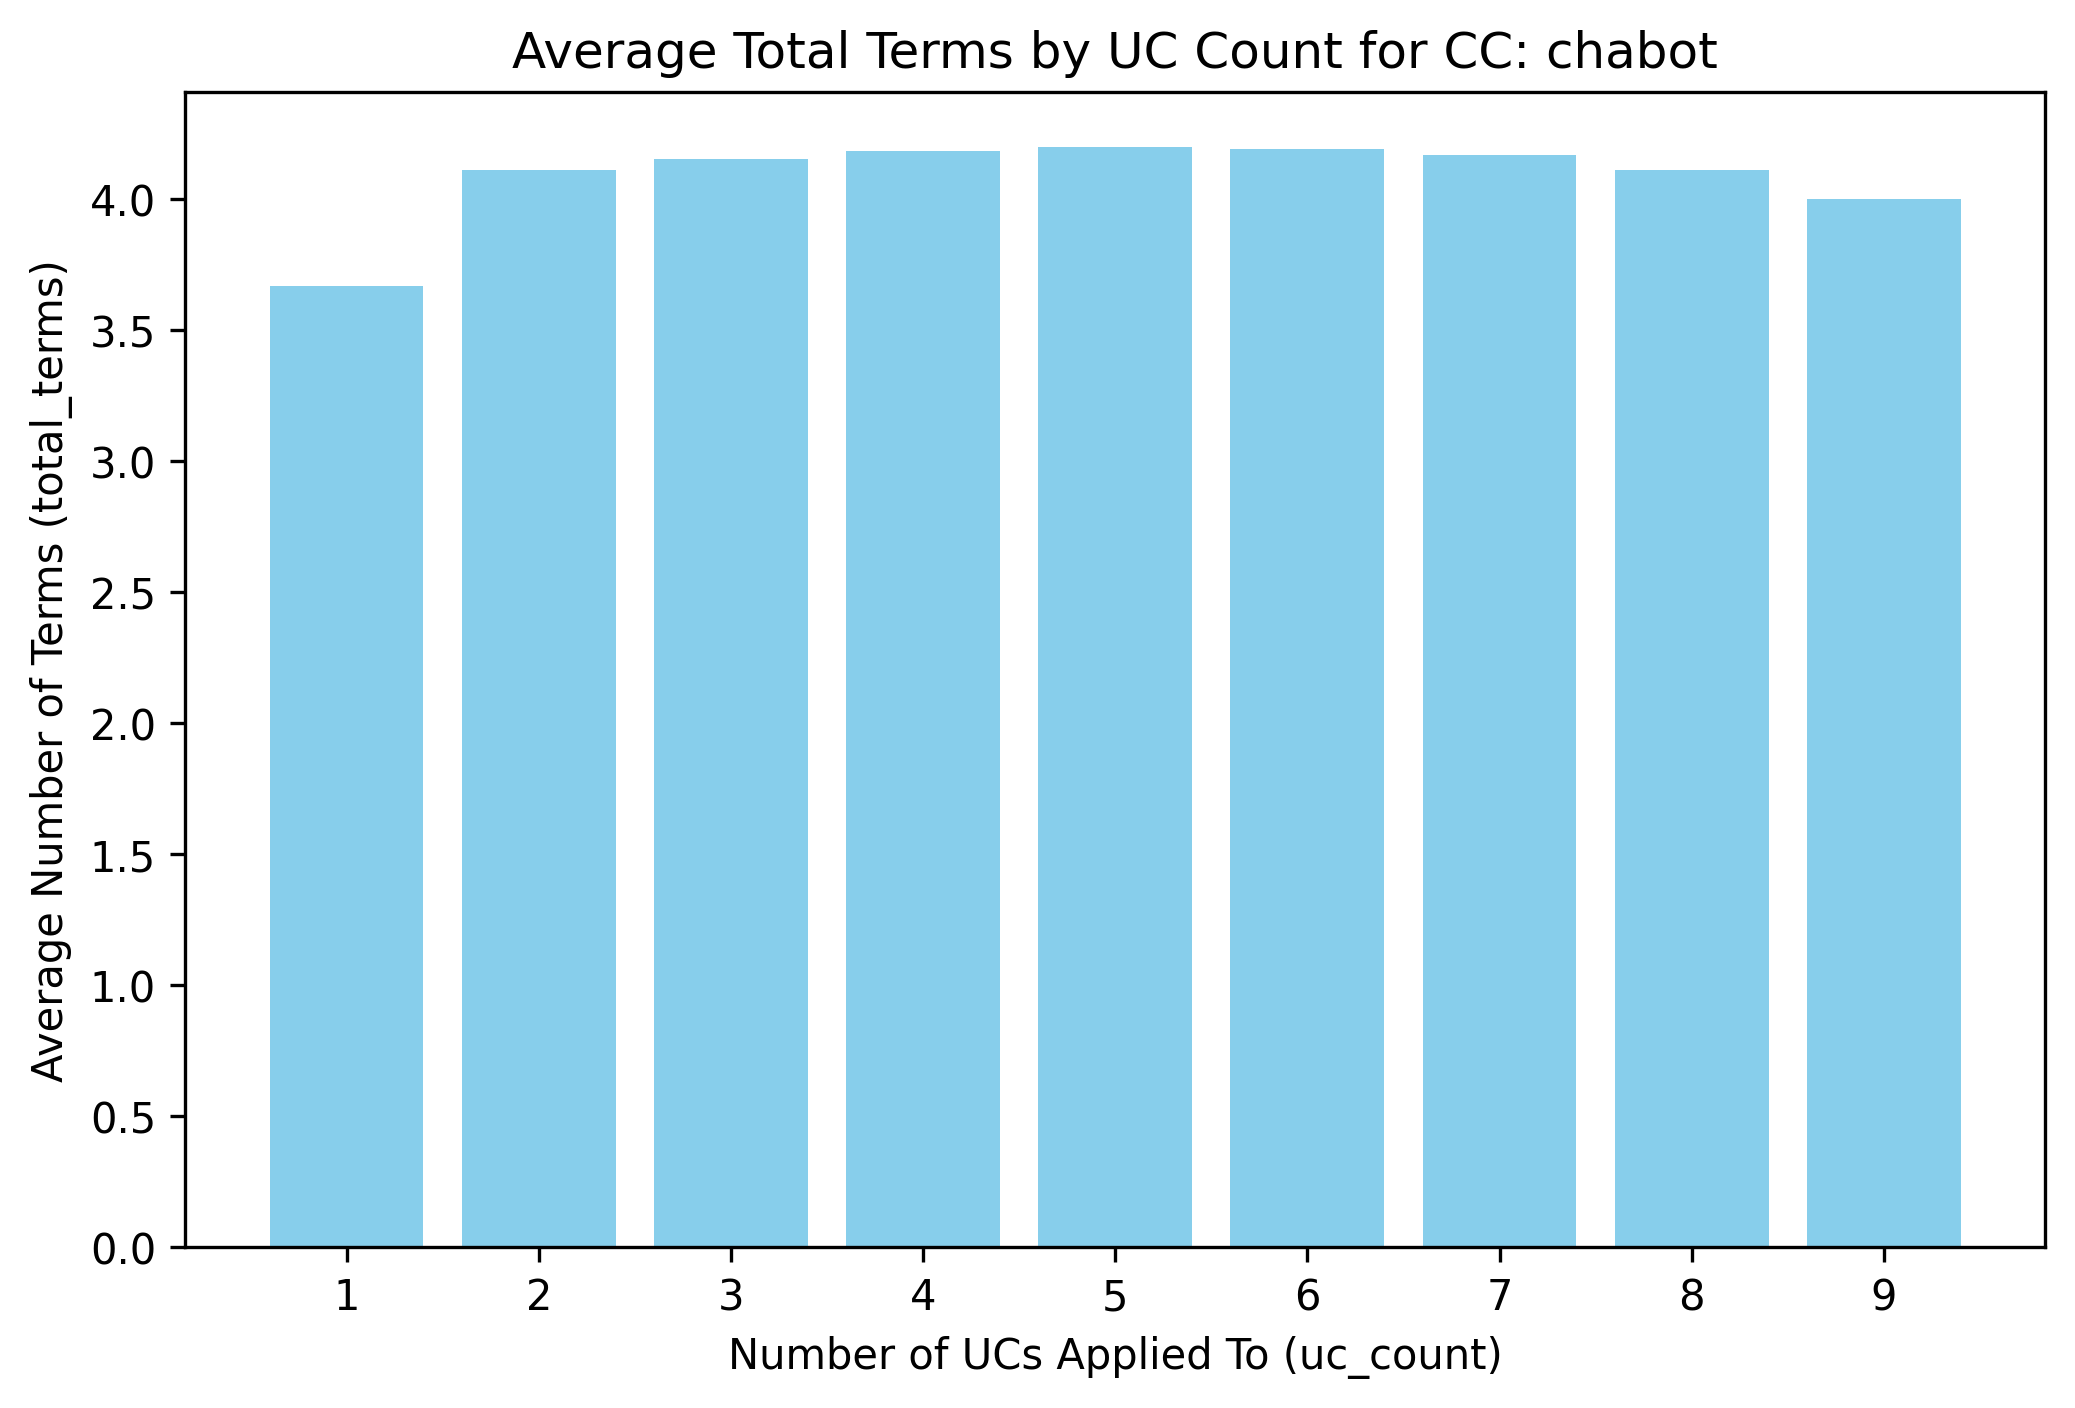 Average Total Terms by UC Count for CC: chabot
Average Number of Terms (total_terms)
4.0
3.5
3.0
2.5
2.0
1.5
1.0
0.5
0.0
1 2 3 4 5 6 7 8 9
Number of UCs Applied To (uc_count)